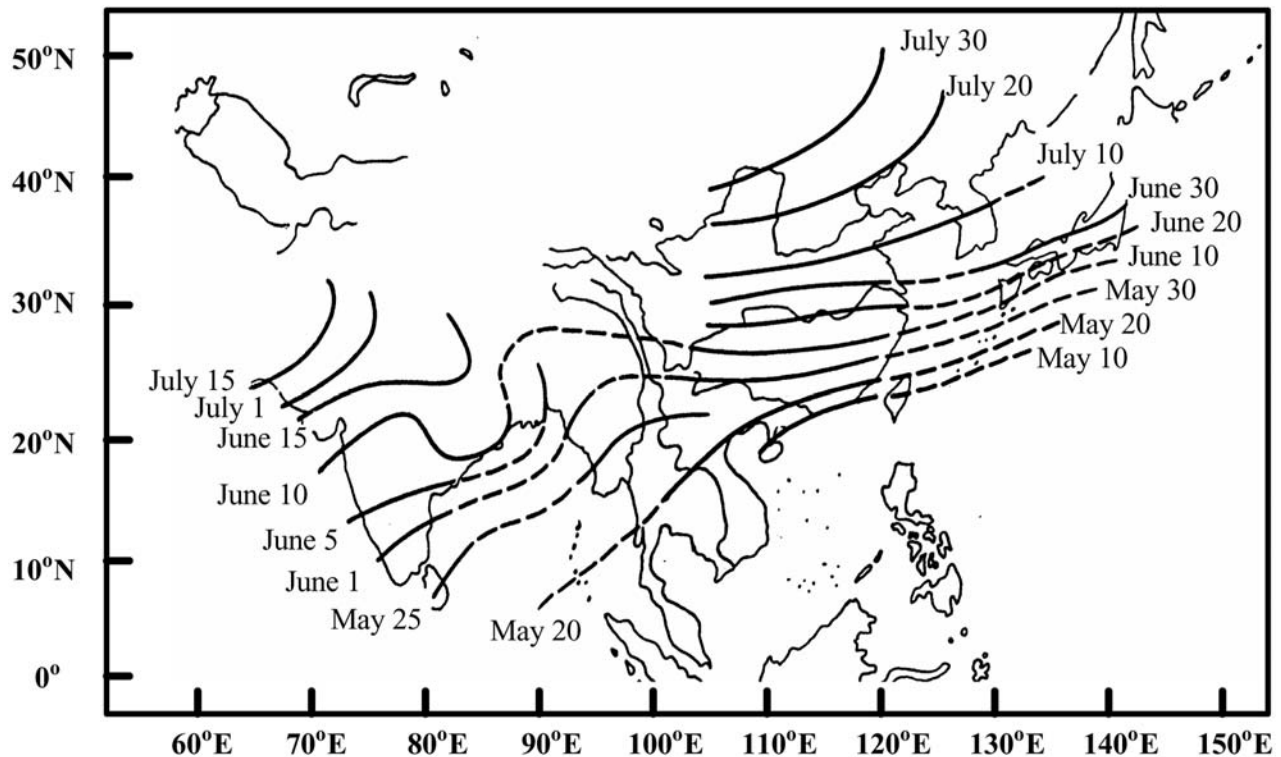 50°N
40°N
30°N
20°N
10°N
0°
July 30
July 20
July 10
June 30
June 20
June 10
May 30
May 20
May 10
July 15
July 1
June 15
June 10
June 5
June 1
May 25
May 20
60°E 70°E 80°E 90°E 100°E 110°E 120°E 130°E 140°E 150°E